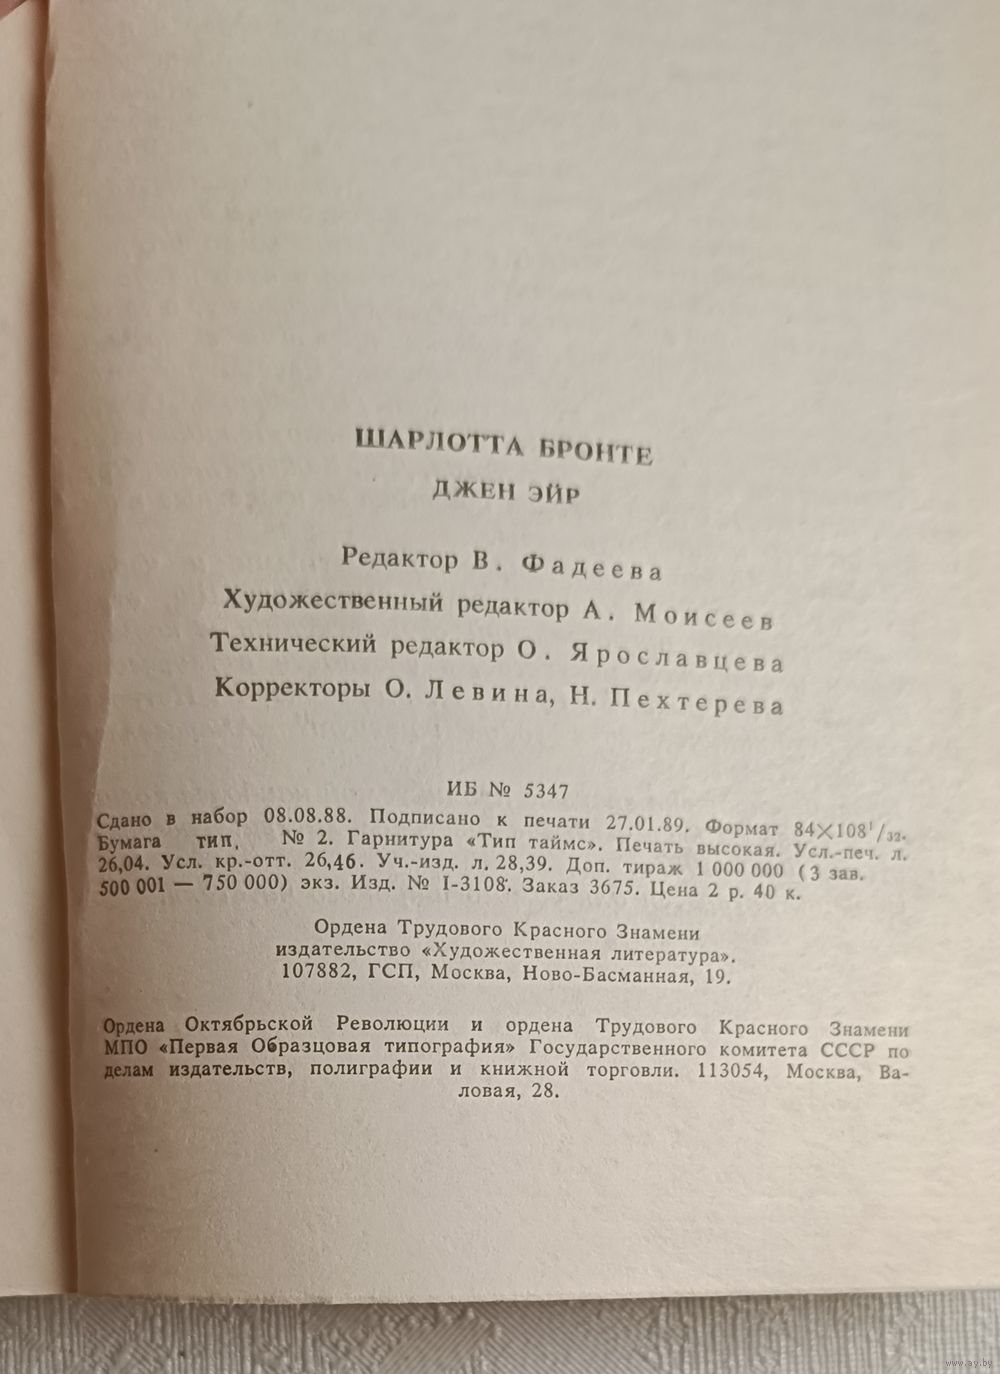 ШАРЛОТТА БРОНТЕ
ДЖЕН ЭЙР
Редактор В. Фадеева
Художественный редактор А. Моисеев
Технический редактор О. Ярославцева
Корректоры О. Левина, Н. Пехтерева
ИБ № 5347
Сдано в набор 08.08.88. Подписано к печати 27.01.89. Формат 84×108¹/₃₂.
Бумага тип. № 2. Гарнитура «Тип таймс». Печать высокая. Усл.-печ. л.
26,04. Усл. кр.-отт. 26,46. Уч.-изд. л. 28,39. Доп. тираж 1 000 000 (3 зав.
500 001 — 750 000) экз. Изд. № I-3108. Заказ 3675. Цена 2 р. 40 к.
Ордена Трудового Красного Знамени
издательство «Художественная литература».
107882, ГСП, Москва, Ново-Басманная, 19.
Ордена Октябрьской Революции и ордена Трудового Красного Знамени
МПО «Первая Образцовая типография» Государственного комитета СССР по
делам издательств, полиграфии и книжной торговли. 113054, Москва, Ва-
ловая, 28.
www.ay.by